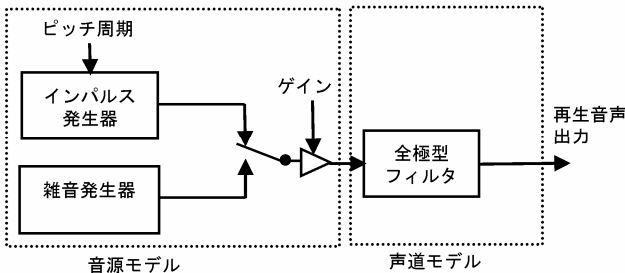 ピッチ周期
インパルス
発生器
ゲイン
雑音発生器
全極型
フィルタ
再生音声
出力
音源モデル
声道モデル